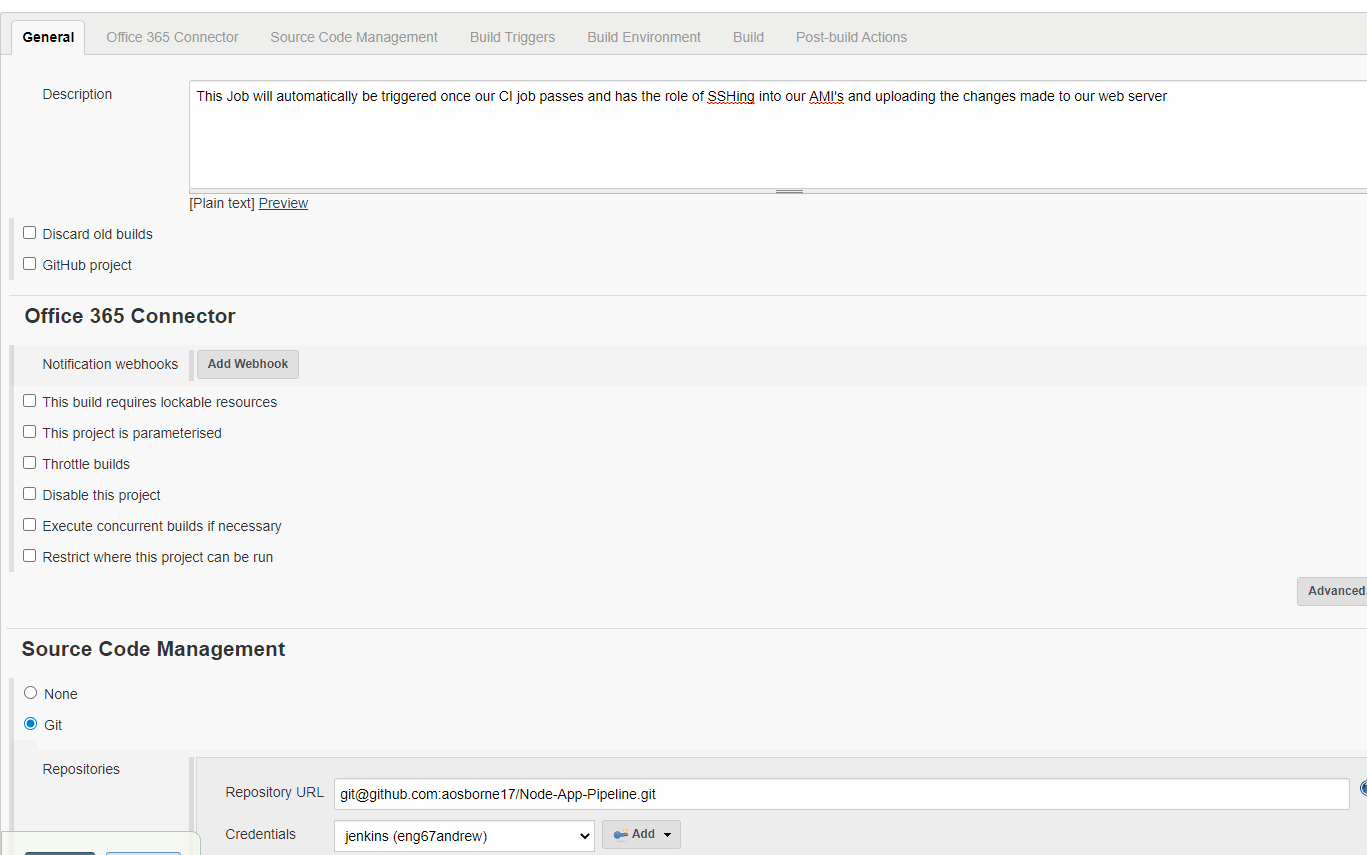 General Office 365 Connector Source Code Management Build Triggers Build Environment Build Post-build Actions
Description This Job will automatically be triggered once our CI job passes and has the role of SSHing into our AMI's and uploading the changes made to our web server
[Plain text] Preview
Discard old builds
GitHub project
Office 365 Connector
Notification webhooks Add Webhook
This build requires lockable resources
This project is parameterised
Throttle builds
Disable this project
Execute concurrent builds if necessary
Restrict where this project can be run
Advanced
Source Code Management
None
Git
Repositories
Repository URL git@github.com:aosborne17/Node-App-Pipeline.git
Credentials jenkins (eng67andrew) Add